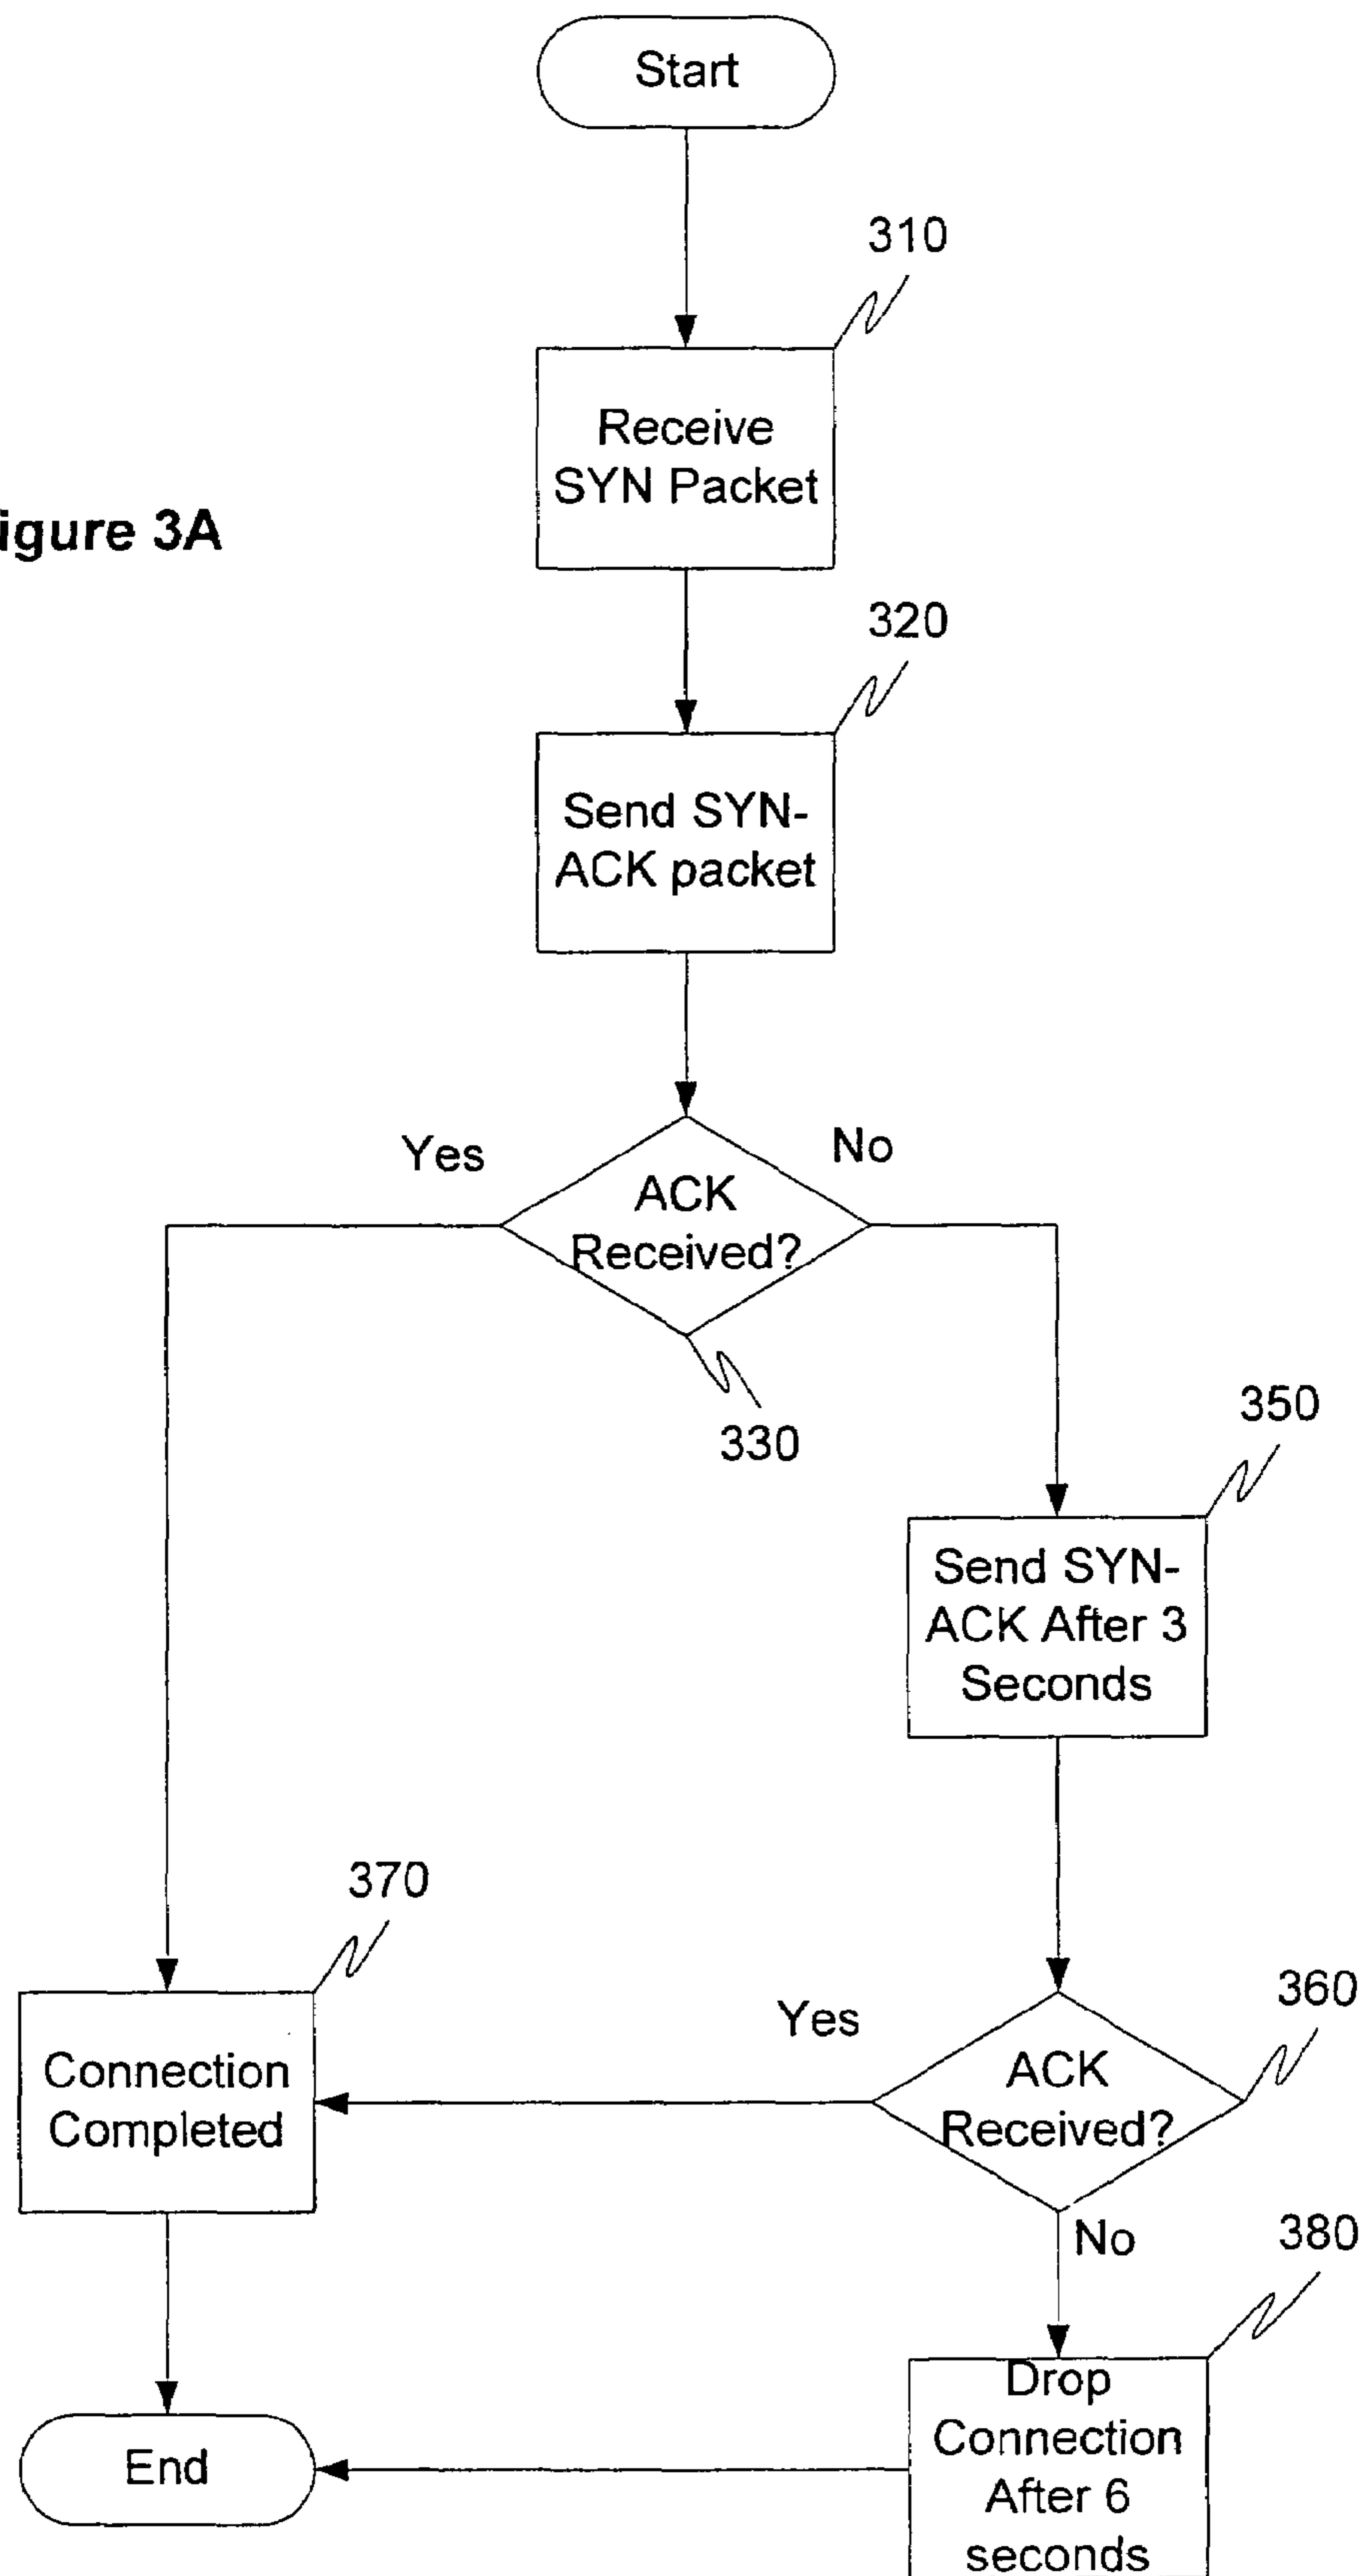 Start
310
Receive
SYN Packet
igure 3A
320
Send SYN-
ACK packet
Yes
No
ACK
Received?
330
350
Send SYN-
ACK After 3
Seconds
370
Connection
Completed
Yes
360
ACK
Received?
No
380
Drop
Connection
After 6
seconds
End